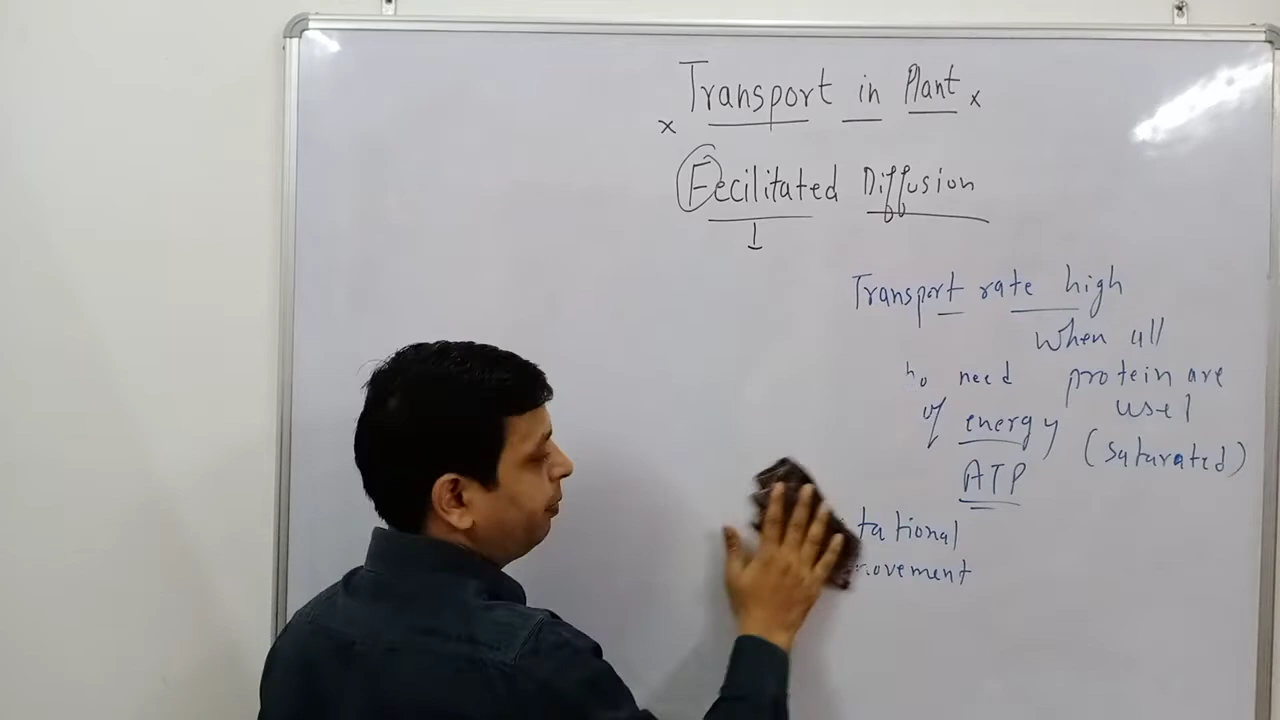 Transport in Plant
Fecilitated Diffusion
Transport rate high
When all
no need protein are
of energy used
ATP (saturated)
tational
movement